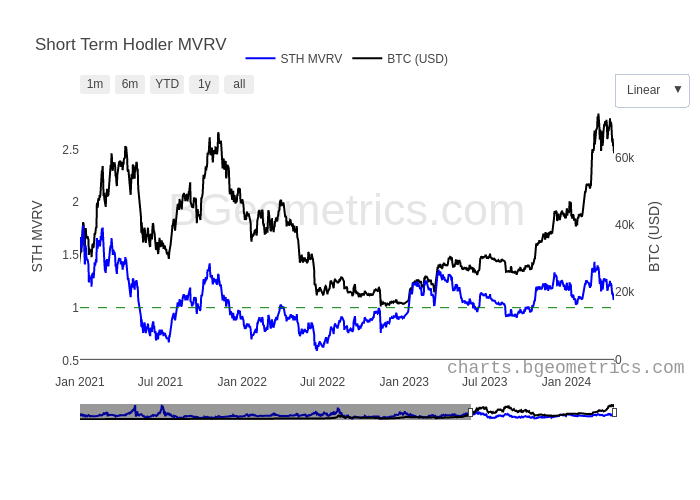 Short Term Hodler MVRV
STH MVRV BTC (USD)
1m 6m YTD 1y all
Linear ▼
2.5
2
1.5
1
0.5
STH MVRV
60k
40k
20k
0
BTC (USD)
BGeometrics.com
charts.bgeometrics.com
Jan 2021 Jul 2021 Jan 2022 Jul 2022 Jan 2023 Jul 2023 Jan 2024